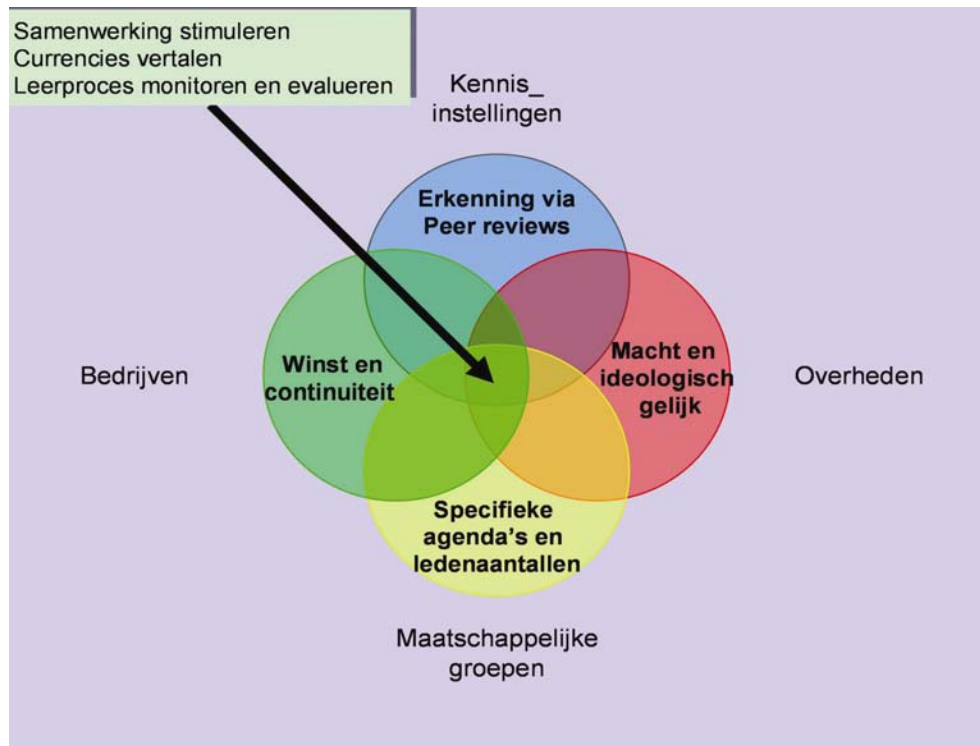 Samenwerking stimuleren
Currencies vertalen
Leerproces monitoren en evalueren
Kennis_
instellingen
Erkenning via
Peer reviews
Bedrijven
Winst en
continuiteit
Macht en
ideologisch
gelijk
Overheden
Specifieke
agenda's en
ledenaantallen
Maatschappelijke
groepen